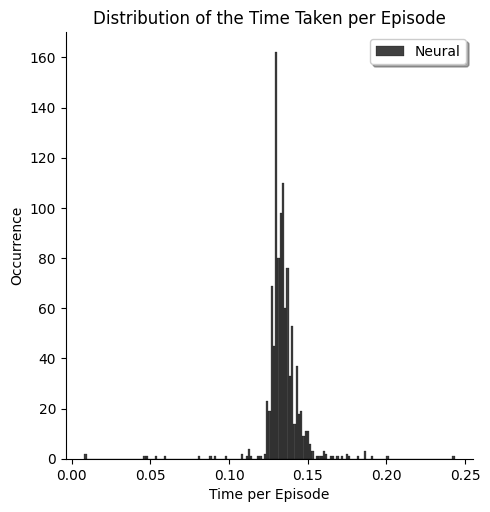 Distribution of the Time Taken per Episode
Neural
160
140
120
100
80
60
40
20
0
Occurrence
0.00 0.05 0.10 0.15 0.20 0.25
Time per Episode